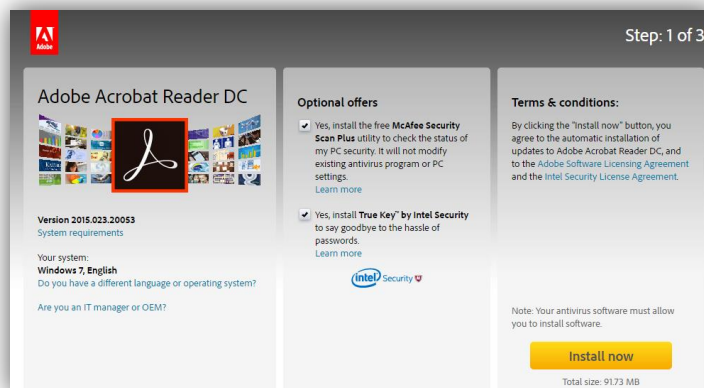 Adobe
Step: 1 of 3
Adobe Acrobat Reader DC
Version 2015.023.20053
System requirements
Your system:
Windows 7, English
Do you have a different language or operating system?
Are you an IT manager or OEM?
Optional offers
Yes, install the free McAfee Security
Scan Plus utility to check the status of
my PC security. It will not modify
existing antivirus program or PC
settings.
Learn more
Yes, install True Key™ by Intel Security
to say goodbye to the hassle of
passwords.
Learn more
intel Security
Terms & conditions:
By clicking the "Install now" button, you
agree to the automatic installation of
updates to Adobe Acrobat Reader DC, and
to the Adobe Software Licensing Agreement
and the Intel Security License Agreement.
Note: Your antivirus software must allow
you to install software.
Install now
Total size: 91.73 MB